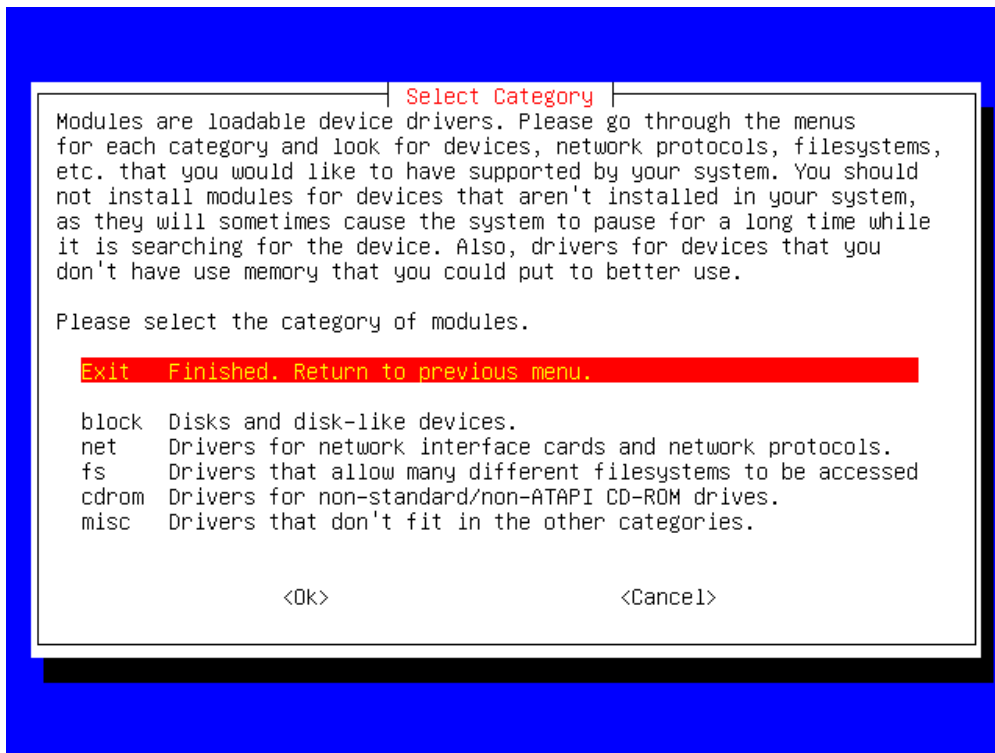 Select Category
Modules are loadable device drivers. Please go through the menus
for each category and look for devices, network protocols, filesystems,
etc. that you would like to have supported by your system. You should
not install modules for devices that aren't installed in your system,
as they will sometimes cause the system to pause for a long time while
it is searching for the device. Also, drivers for devices that you
don't have use memory that you could put to better use.
Please select the category of modules.
Exit Finished. Return to previous menu.
block Disks and disk-like devices.
net Drivers for network interface cards and network protocols.
fs Drivers that allow many different filesystems to be accessed
cdrom Drivers for non-standard/non-ATAPI CD-ROM drives.
misc Drivers that don't fit in the other categories.
<Ok> <Cancel>